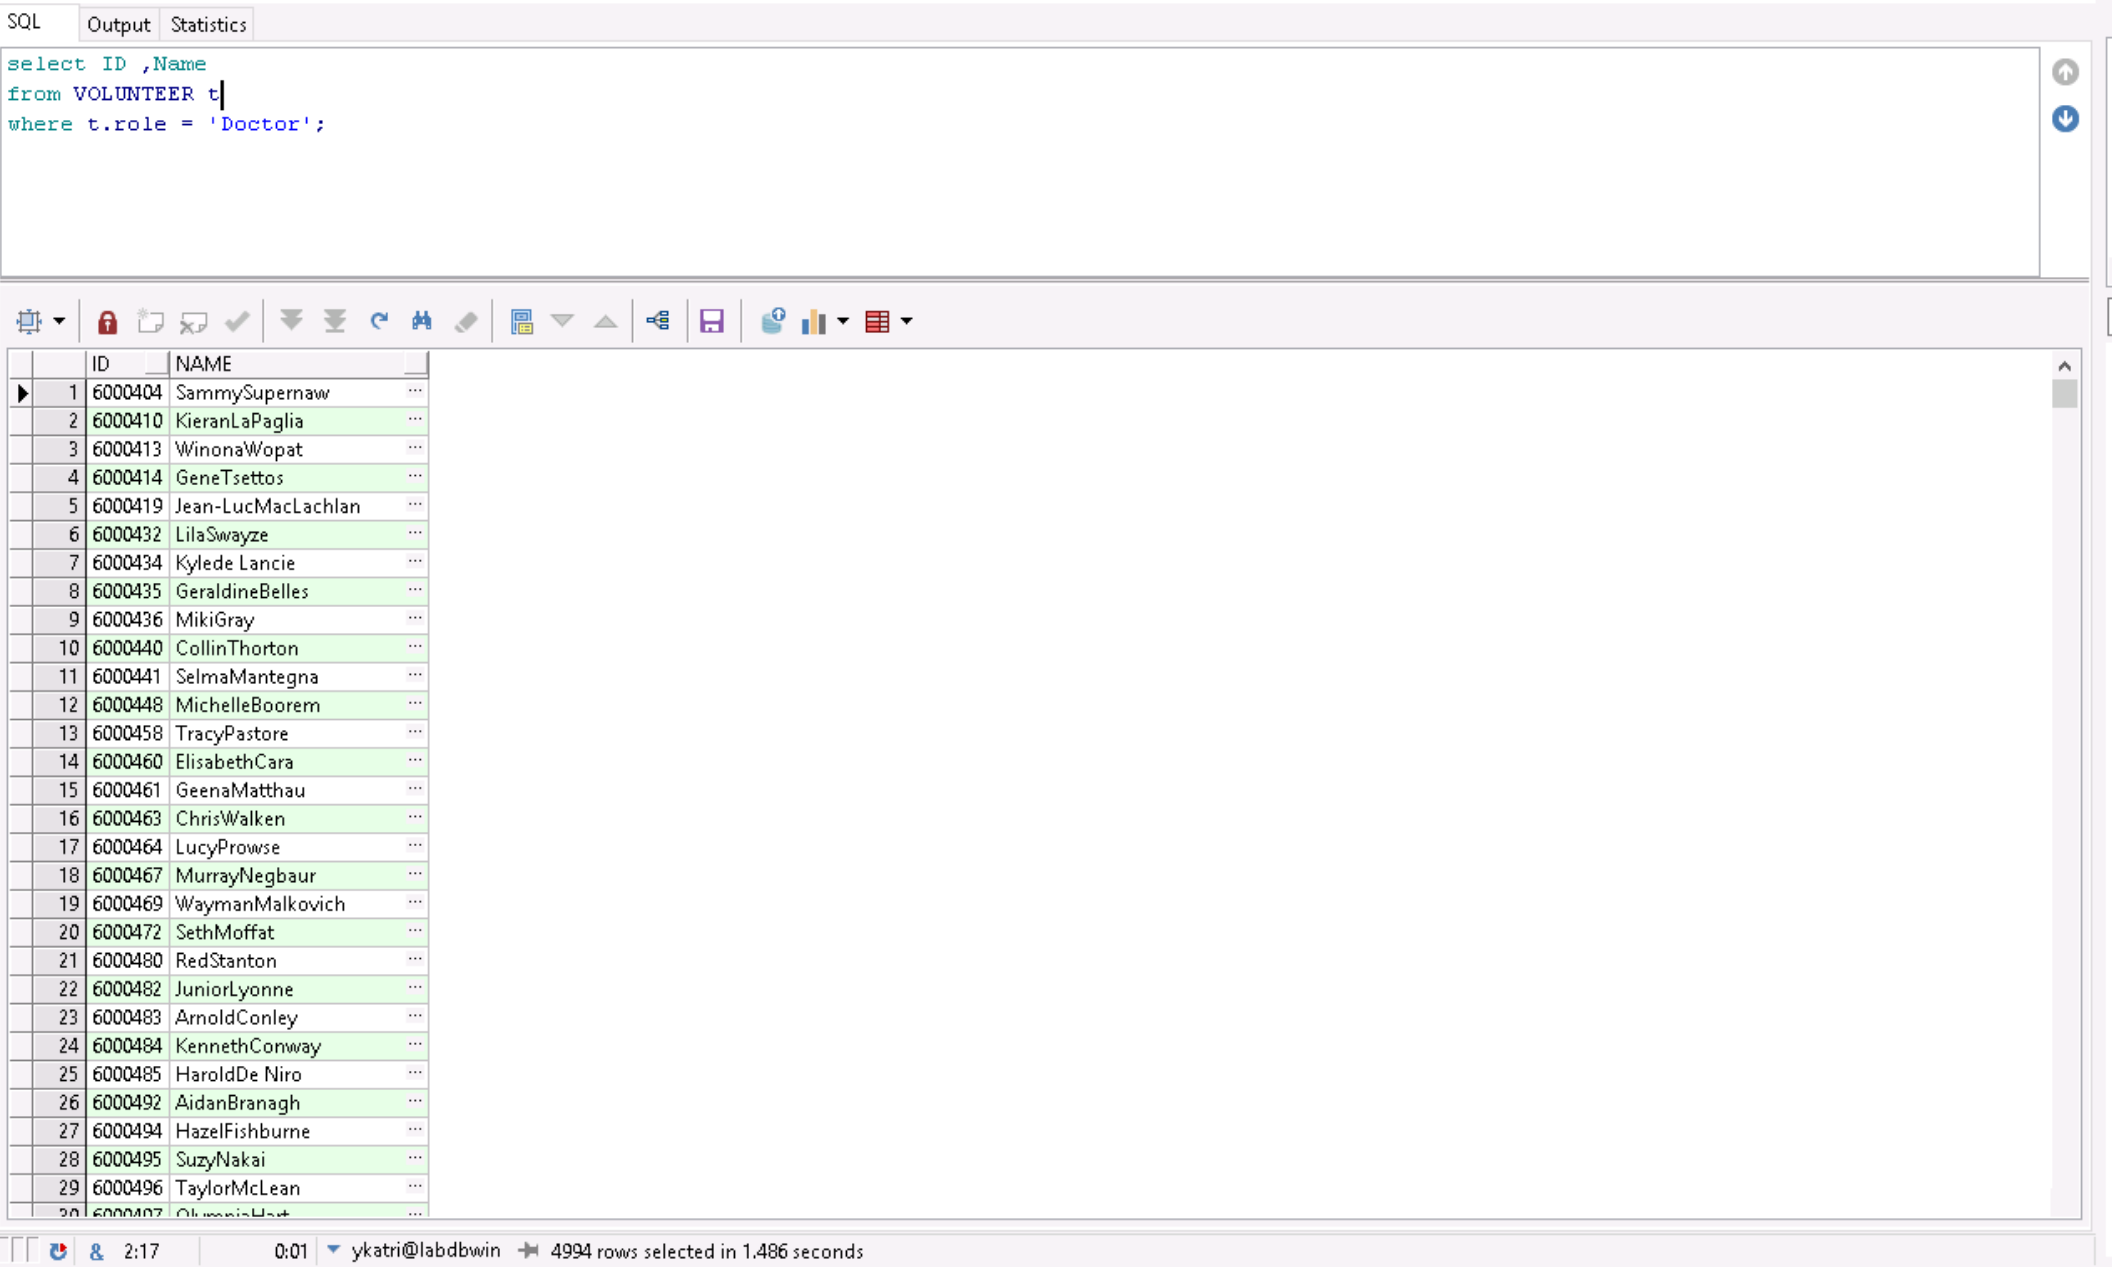 SQL Output Statistics
select ID ,Name
from VOLUNTEER t
where t.role = 'Doctor';
ID NAME
1 6000404 SammySupernaw ...
2 6000410 KieranLaPaglia ...
3 6000413 WinonaWopat ...
4 6000414 GeneTsettos ...
5 6000419 Jean-LucMacLachlan ...
6 6000432 LilaSwayze ...
7 6000434 Kylede Lancie ...
8 6000435 GeraldineBelles ...
9 6000436 MikiGray ...
10 6000440 CollinThorton ...
11 6000441 SelmaMantegna ...
12 6000448 MichelleBoorem ...
13 6000458 TracyPastore ...
14 6000460 ElisabethCara ...
15 6000461 GeenaMatthau ...
16 6000463 ChrisWalken ...
17 6000464 LucyProwse ...
18 6000467 MurrayNegbaur ...
19 6000469 WaymanMalkovich ...
20 6000472 SethMoffat ...
21 6000480 RedStanton ...
22 6000482 JuniorLyonne ...
23 6000483 ArnoldConley ...
24 6000484 KennethConway ...
25 6000485 HaroldDe Niro ...
26 6000492 AidanBranagh ...
27 6000494 HazelFishburne ...
28 6000495 SuzyNakai ...
29 6000496 TaylorMcLean ...
30 6000497 OlympiaHart ...
& 2:17 0:01 ykatri@labdbwin 4994 rows selected in 1.486 seconds